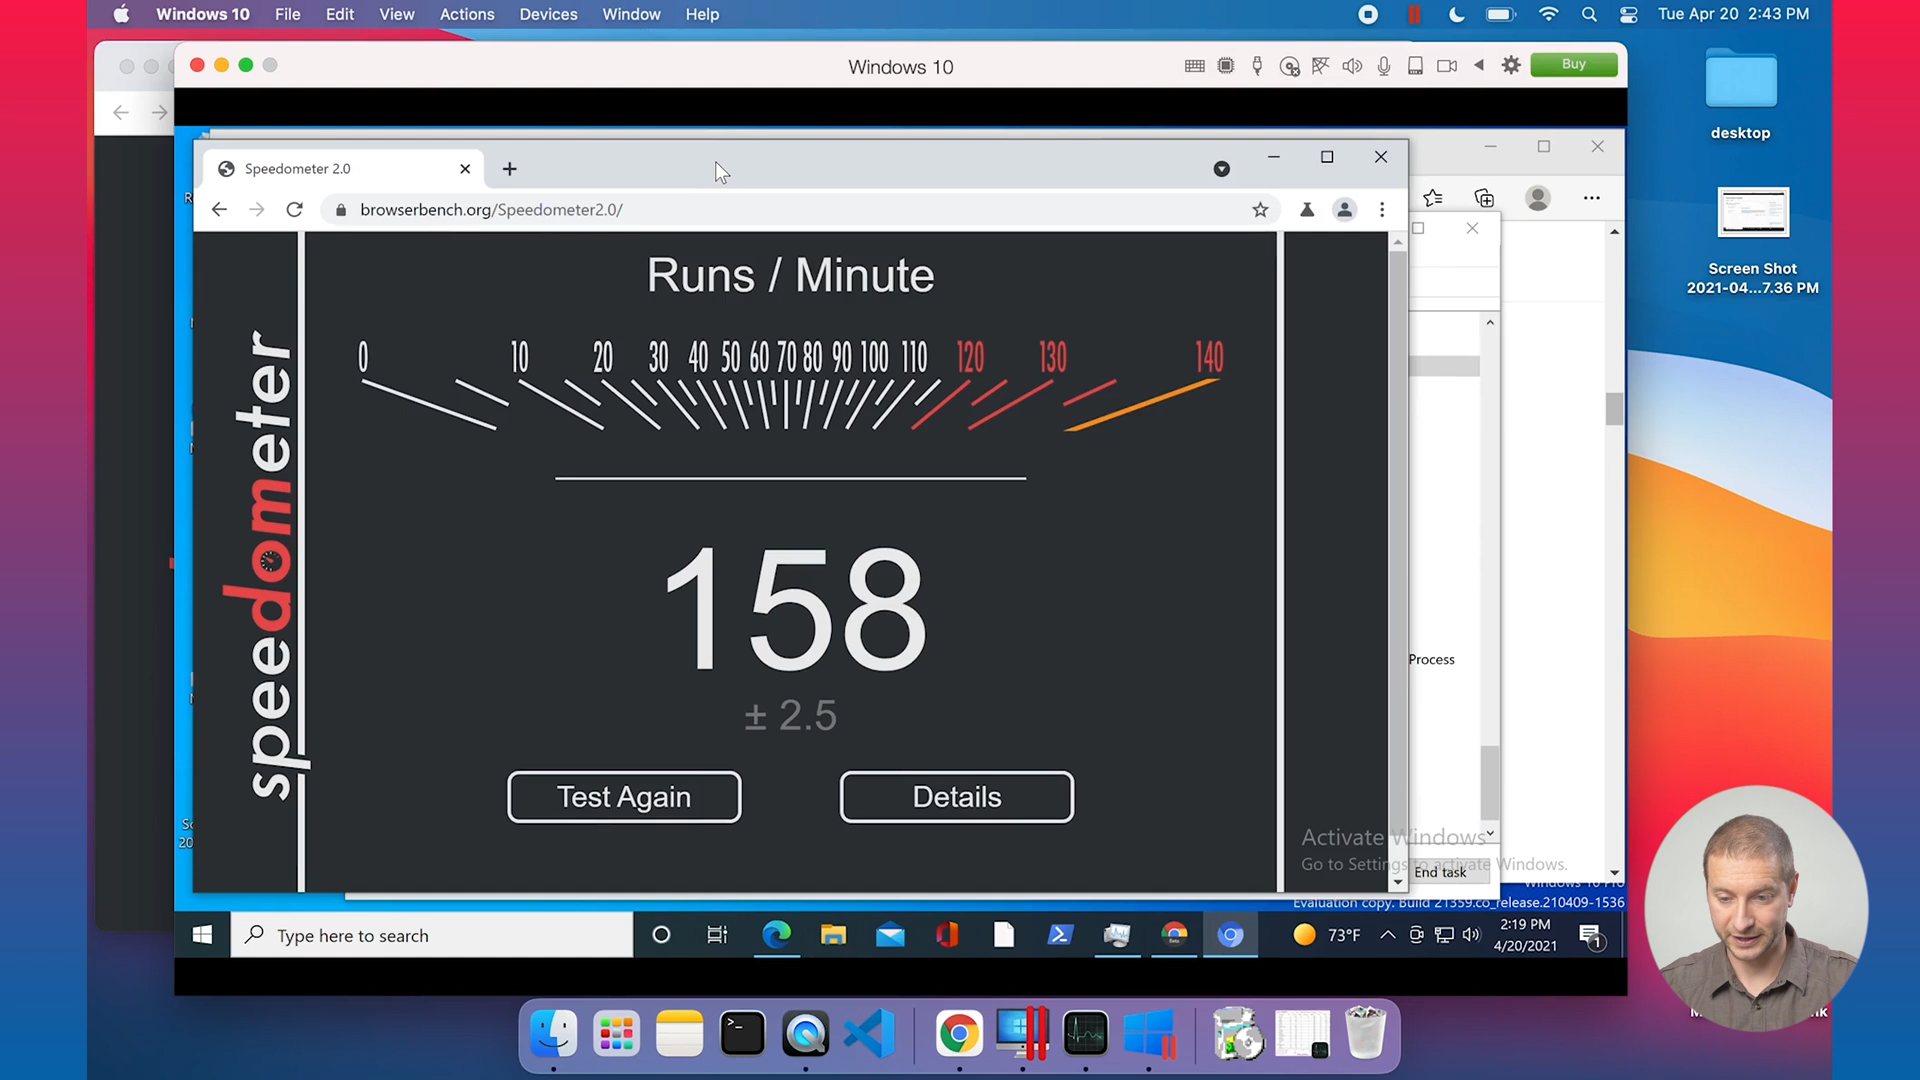 Windows 10 File Edit View Actions Devices Window Help Tue Apr 20 2:43 PM
Windows 10
Buy
desktop
Screen Shot
2021-04...7.36 PM
Speedometer 2.0
browserbench.org/Speedometer2.0/
Runs / Minute
0 10 20 30 40 50 60 70 80 90 100 110 120 130 140
speedometer
158
± 2.5
Test Again
Details
Process
Activate Windows
Go to Settings to activate Windows.
End task
Windows 10 Pro
Evaluation copy. Build 21359.co_release.210409-1536
Type here to search
73°F
2:19 PM
4/20/2021
1